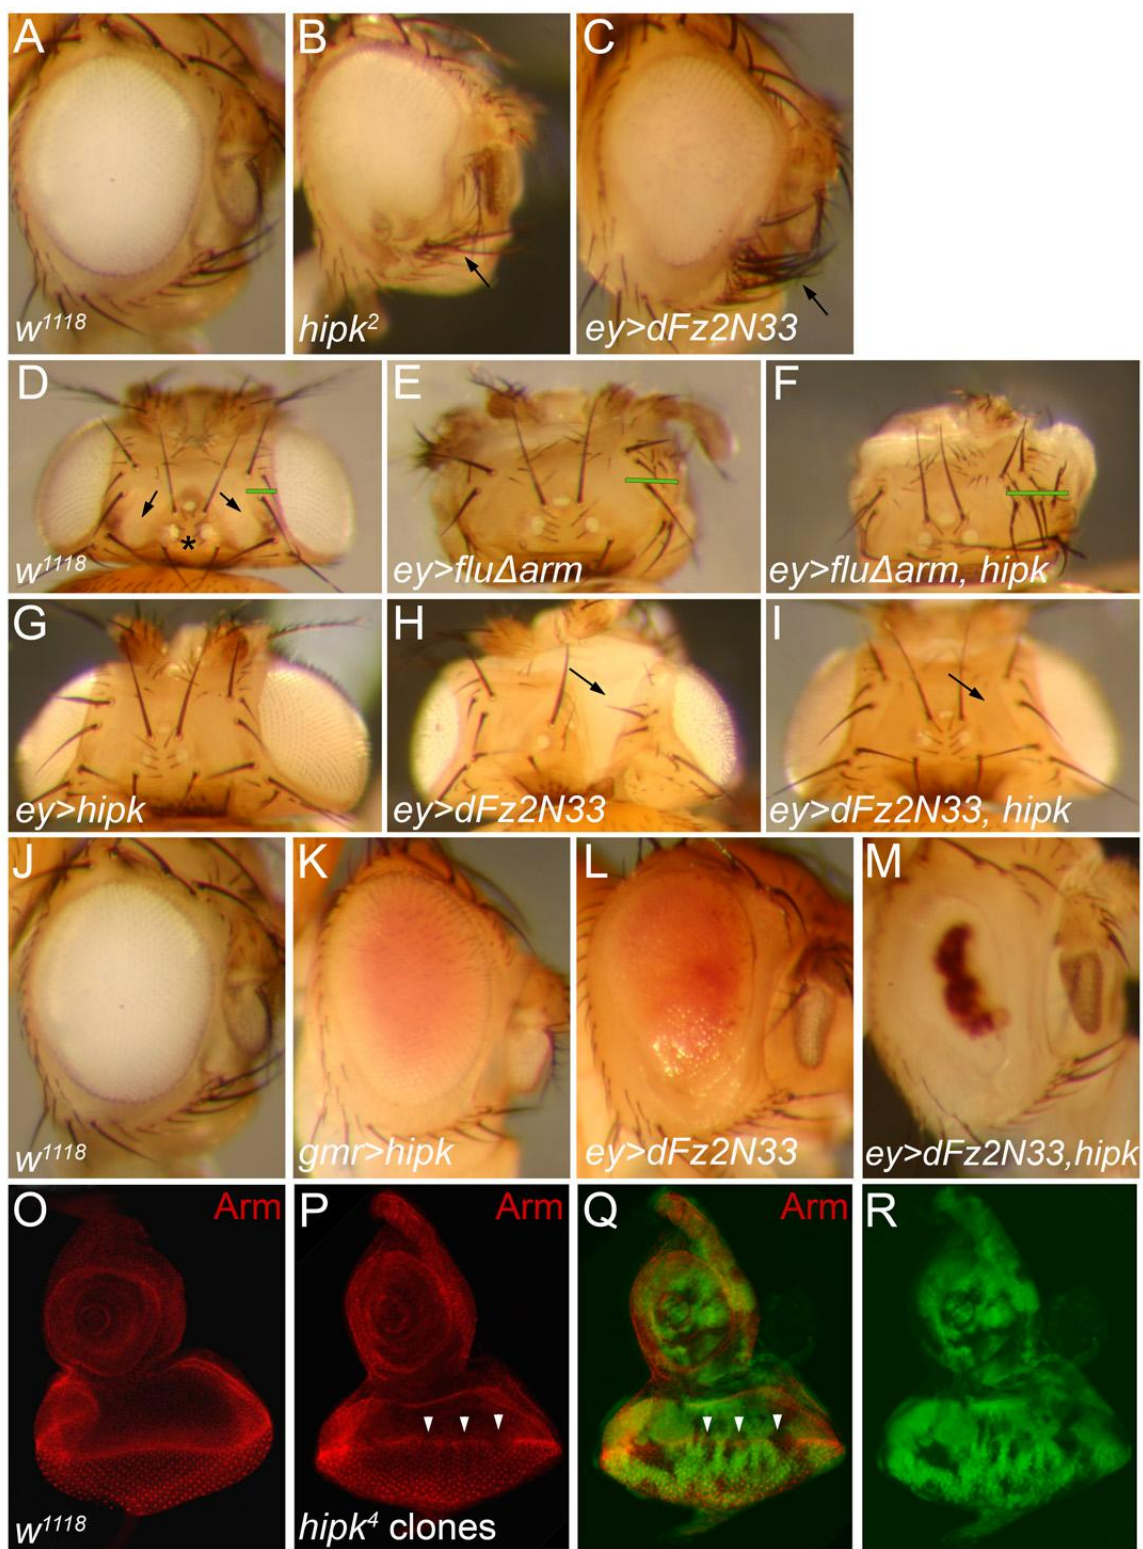 A B C
w1118 hipk2 ey>dFz2N33
D E F
*
w1118 ey>fluΔarm ey>fluΔarm, hipk
G H I
ey>hipk ey>dFz2N33 ey>dFz2N33, hipk
J K L M
w1118 gmr>hipk ey>dFz2N33 ey>dFz2N33,hipk
O Arm P Arm Q Arm R
w1118 hipk4 clones